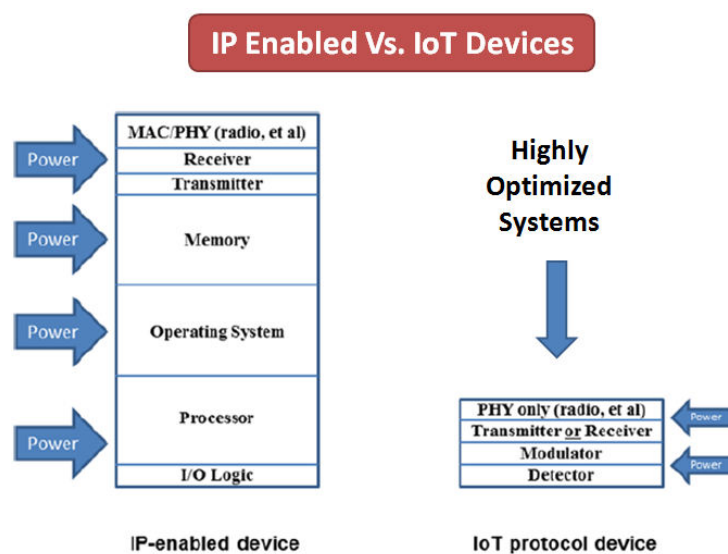 IP Enabled Vs. IoT Devices
MAC/PHY (radio, et al)
Power
Receiver
Transmitter
Power
Memory
Power
Operating System
Power
Processor
I/O Logic
IP-enabled device
Highly
Optimized
Systems
PHY only (radio, et al)
Power
Transmitter or Receiver
Modulator
Power
Detector
IoT protocol device